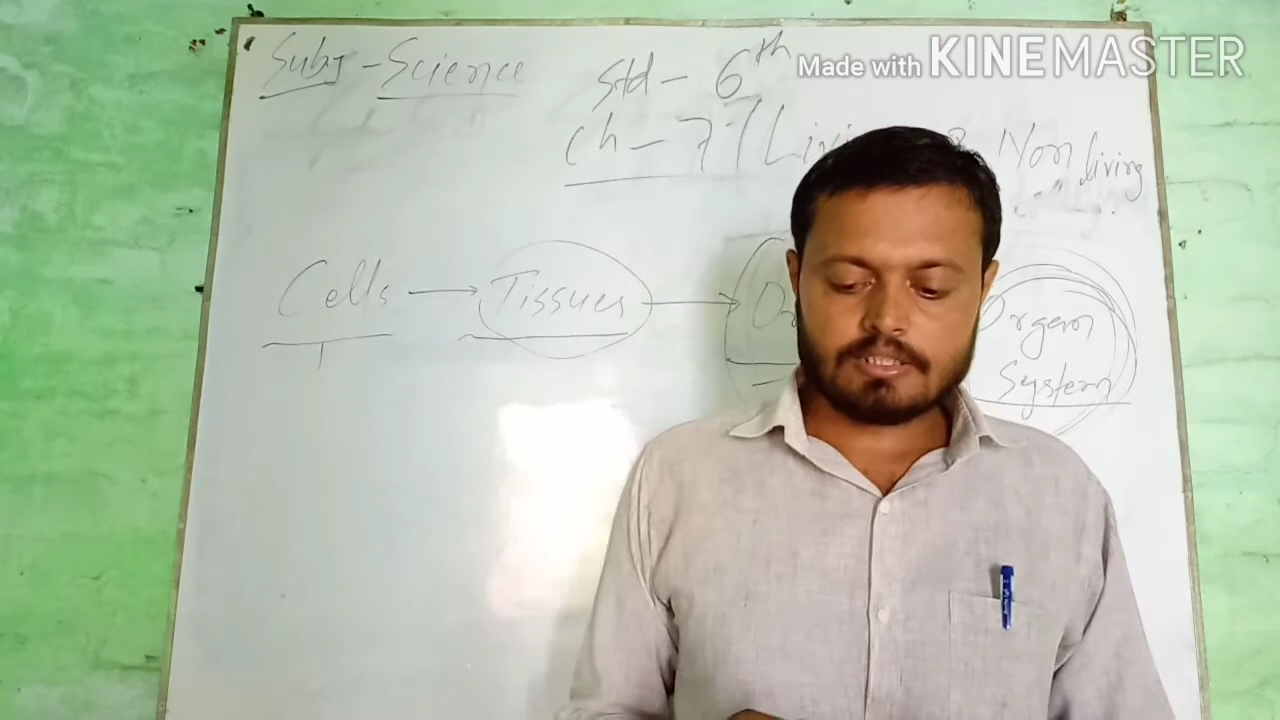 Subj - Science
Made with KINEMASTER
Std - 6th
Ch - 7 ( & Non living
Cells → Tissues → Organ
System